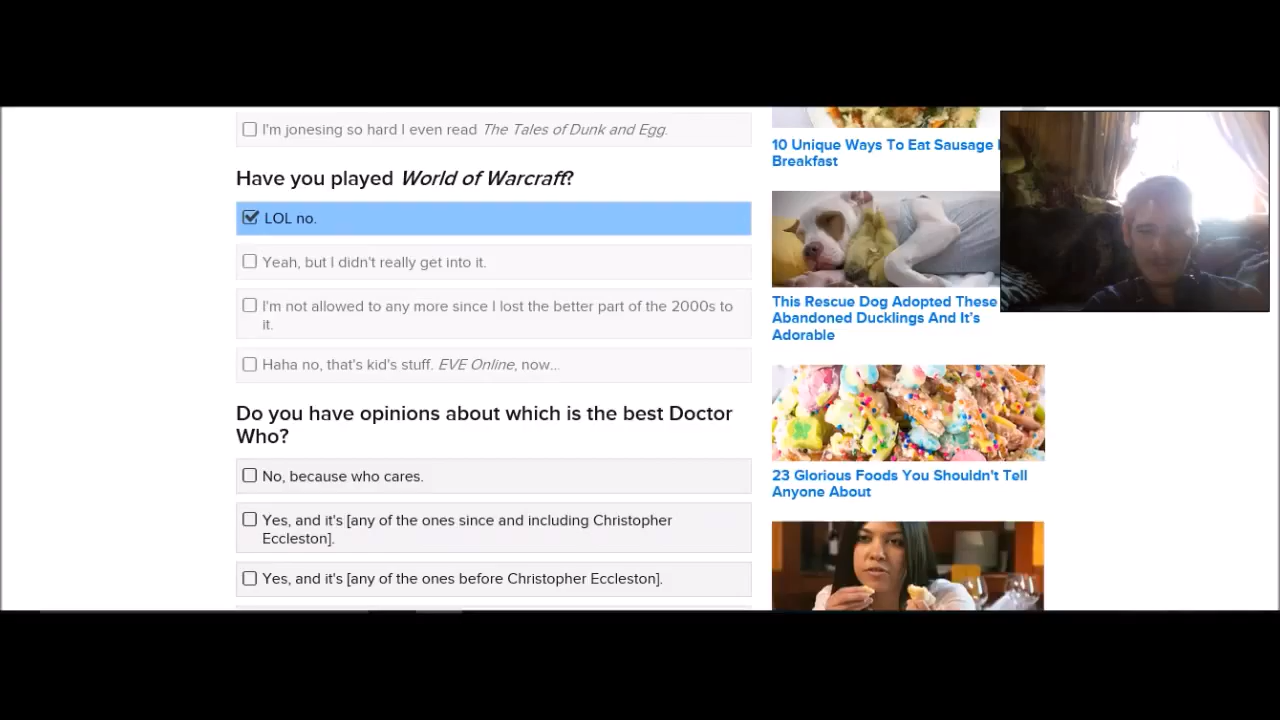 I'm jonesing so hard I even read The Tales of Dunk and Egg.
Have you played World of Warcraft?
LOL no.
Yeah, but I didn't really get into it.
I'm not allowed to any more since I lost the better part of the 2000s to
it.
Haha no, that's kid's stuff. EVE Online, now...
Do you have opinions about which is the best Doctor
Who?
No, because who cares.
Yes, and it's [any of the ones since and including Christopher
Eccleston].
Yes, and it's [any of the ones before Christopher Eccleston].
10 Unique Ways To Eat Sausage
Breakfast
This Rescue Dog Adopted These
Abandoned Ducklings And It's
Adorable
23 Glorious Foods You Shouldn't Tell
Anyone About